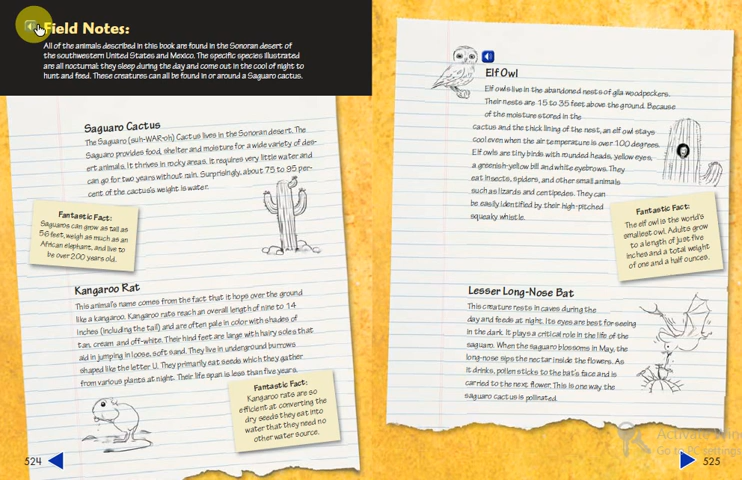 Field Notes:
All of the animals described in this book are found in the Sonoran desert of
the southwestern United States and Mexico. The specific species illustrated
are all nocturnal: they sleep during the day and come out in the cool of night to
hunt and feed. These creatures can all be found in or around a Saguaro cactus.
Saguaro Cactus
The Saguaro (suh-WAR-oh) Cactus lives in the Sonoran desert. The
Saguaro provides food, shelter and moisture for a wide variety of des-
ert animals. It thrives in rocky areas. It requires very little water and
can go for two years without rain. Surprisingly, about 75 to 95 per-
cent of the cactus's weight is water.
Fantastic Fact:
Saguaros can grow as tall as
56 feet, weigh as much as an
African elephant, and live to
be over 200 years old.
Kangaroo Rat
This animal's name comes from the fact that it hops over the ground
like a kangaroo. Kangaroo rats reach an overall length of nine to 14
inches (including the tail) and are often pale in color with shades of
tan, cream and off-white. Their hind feet are large with hairy soles that
aid in jumping in loose, soft sand. They live in underground burrows
shaped like the letter U. They primarily eat seeds which they gather
from various plants at night. Their life span is less than five years.
Fantastic Fact:
Kangaroo rats are so
efficient at converting the
dry seeds they eat into
water that they need no
other water source.
524
Elf Owl
Elf owls live in the abandoned nests of gila woodpeckers.
Their nests are 15 to 35 feet above the ground. Because
of the moisture stored in the
cactus and the thick lining of the nest, an elf owl stays
cool even when the air temperature is over 100 degrees.
Elf owls are tiny birds with rounded heads, yellow eyes,
a greenish-yellow bill and white eyebrows. They
eat insects, spiders, and other small animals
such as lizards and centipedes. They can
be easily identified by their high-pitched
squeaky whistle.
Fantastic Fact:
The elf owl is the world's
smallest owl. Adults grow
to a length of just five
inches and a total weight
of one and a half ounces.
Lesser Long-Nose Bat
This creature rests in caves during the
day and feeds at night. Its eyes are best for seeing
in the dark. It plays a critical role in the life of the
saguaro. When the saguaro blossoms in May, the
long-nose sips the nectar inside the flowers. As
it drinks, pollen sticks to the bat's face and is
carried to the next flower. This is one way the
saguaro cactus is pollinated.
Activate Win
Go to PC settings
525